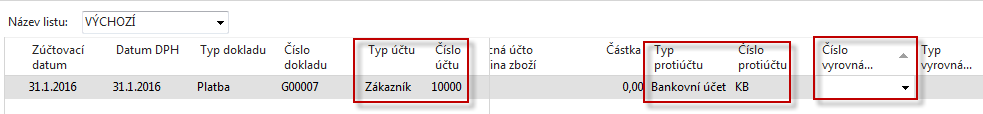 Název listu: VÝCHOZÍ
Zúčtovací datum Datum DPH Typ dokladu Číslo dokladu Typ účtu Číslo účtu cná účto ina zboží Částka Typ protiúčtu Číslo protiúčtu Číslo vyrovná... Typ vyrovná...
31.1.2016 31.1.2016 Platba G00007 Zákazník 10000 0,00 Bankovní účet KB